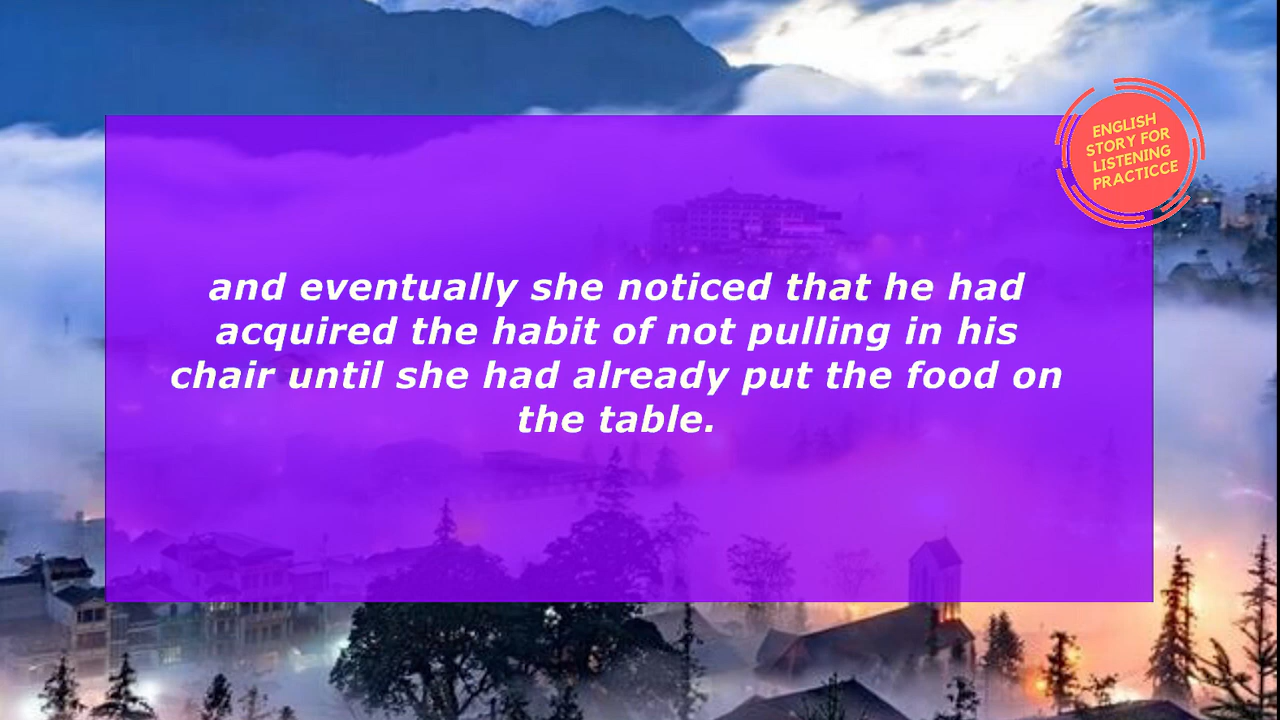 ENGLISH
STORY FOR
LISTENING
PRACTICCE
and eventually she noticed that he had
acquired the habit of not pulling in his
chair until she had already put the food on
the table.